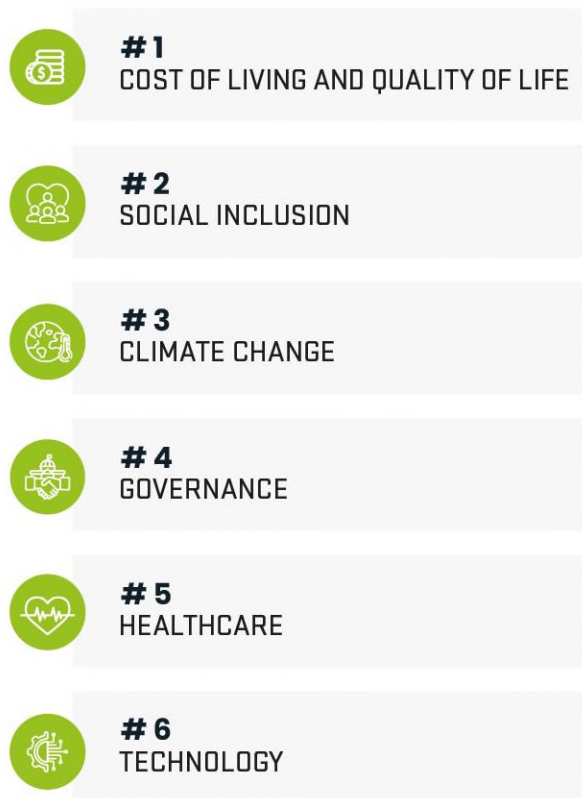 #1
COST OF LIVING AND QUALITY OF LIFE
#2
SOCIAL INCLUSION
#3
CLIMATE CHANGE
#4
GOVERNANCE
#5
HEALTHCARE
#6
TECHNOLOGY